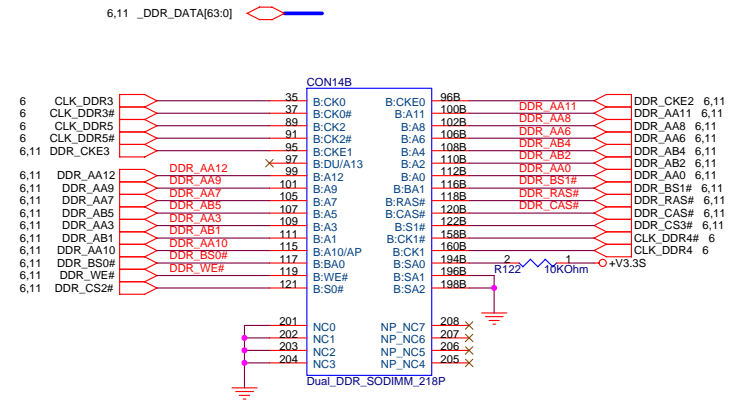 6,11 _DDR_DATA[63:0]
CON14B
6 CLK_DDR3 35 B:CK0 B:CKE0 96B DDR_CKE2 6,11
6 CLK_DDR3# 37 B:CK0# B:A11 100B DDR_AA11 DDR_AA11 6,11
6 CLK_DDR5 89 B:CK2 B:A8 102B DDR_AA8 DDR_AA8 6,11
6 CLK_DDR5# 91 B:CK2# B:A6 106B DDR_AA6 DDR_AA6 6,11
6,11 DDR_CKE3 95 B:CKE1 B:A4 108B DDR_AB4 DDR_AB4 6,11
97 B:DU/A13 B:A2 110B DDR_AB2 DDR_AB2 6,11
6,11 DDR_AA12 DDR_AA12 99 B:A12 B:A0 112B DDR_AA0 DDR_AA0 6,11
6,11 DDR_AA9 DDR_AA9 101 B:A9 B:BA1 116B DDR_BS1# DDR_BS1# 6,11
6,11 DDR_AA7 DDR_AA7 105 B:A7 B:RAS# 118B DDR_RAS# DDR_RAS# 6,11
6,11 DDR_AB5 DDR_AB5 107 B:A5 B:CAS# 120B DDR_CAS# DDR_CAS# 6,11
6,11 DDR_AA3 DDR_AA3 109 B:A3 B:S1# 122B DDR_CS3# 6,11
6,11 DDR_AB1 DDR_AB1 111 B:A1 B:CK1# 158B CLK_DDR4# 6
6,11 DDR_AA10 DDR_AA10 115 B:A10/AP B:CK1 160B CLK_DDR4 6
6,11 DDR_BS0# DDR_BS0# 117 B:BA0 B:SA0 194B 2 1 +V3.3S
6,11 DDR_WE# DDR_WE# 119 B:WE# B:SA1 196B R122 10KOhm
6,11 DDR_CS2# 121 B:S0# B:SA2 198B
201 NC0 NP_NC7 208
202 NC1 NP_NC6 207
203 NC2 NP_NC5 206
204 NC3 NP_NC4 205
Dual_DDR_SODIMM_218P